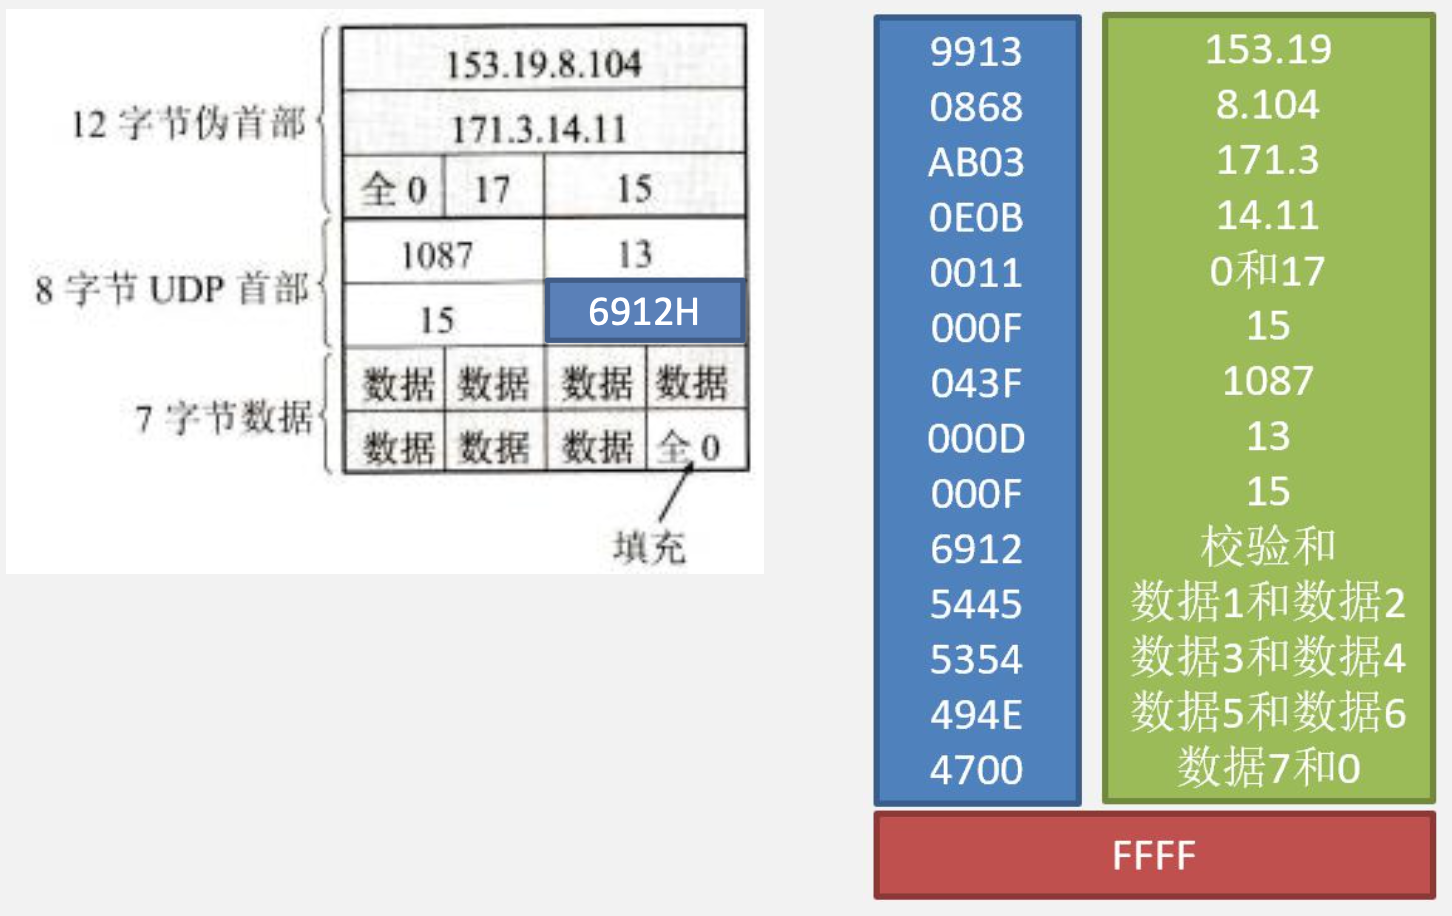 153.19.8.104
12 字节伪首部
171.3.14.11
全 0 17 15
1087 13
8 字节 UDP 首部
15 6912H
数据 数据 数据 数据
7 字节数据
数据 数据 数据 全 0
填充
9913 153.19
0868 8.104
AB03 171.3
0E0B 14.11
0011 0和17
000F 15
043F 1087
000D 13
000F 15
6912 校验和
5445 数据1和数据2
5354 数据3和数据4
494E 数据5和数据6
4700 数据7和0
FFFF